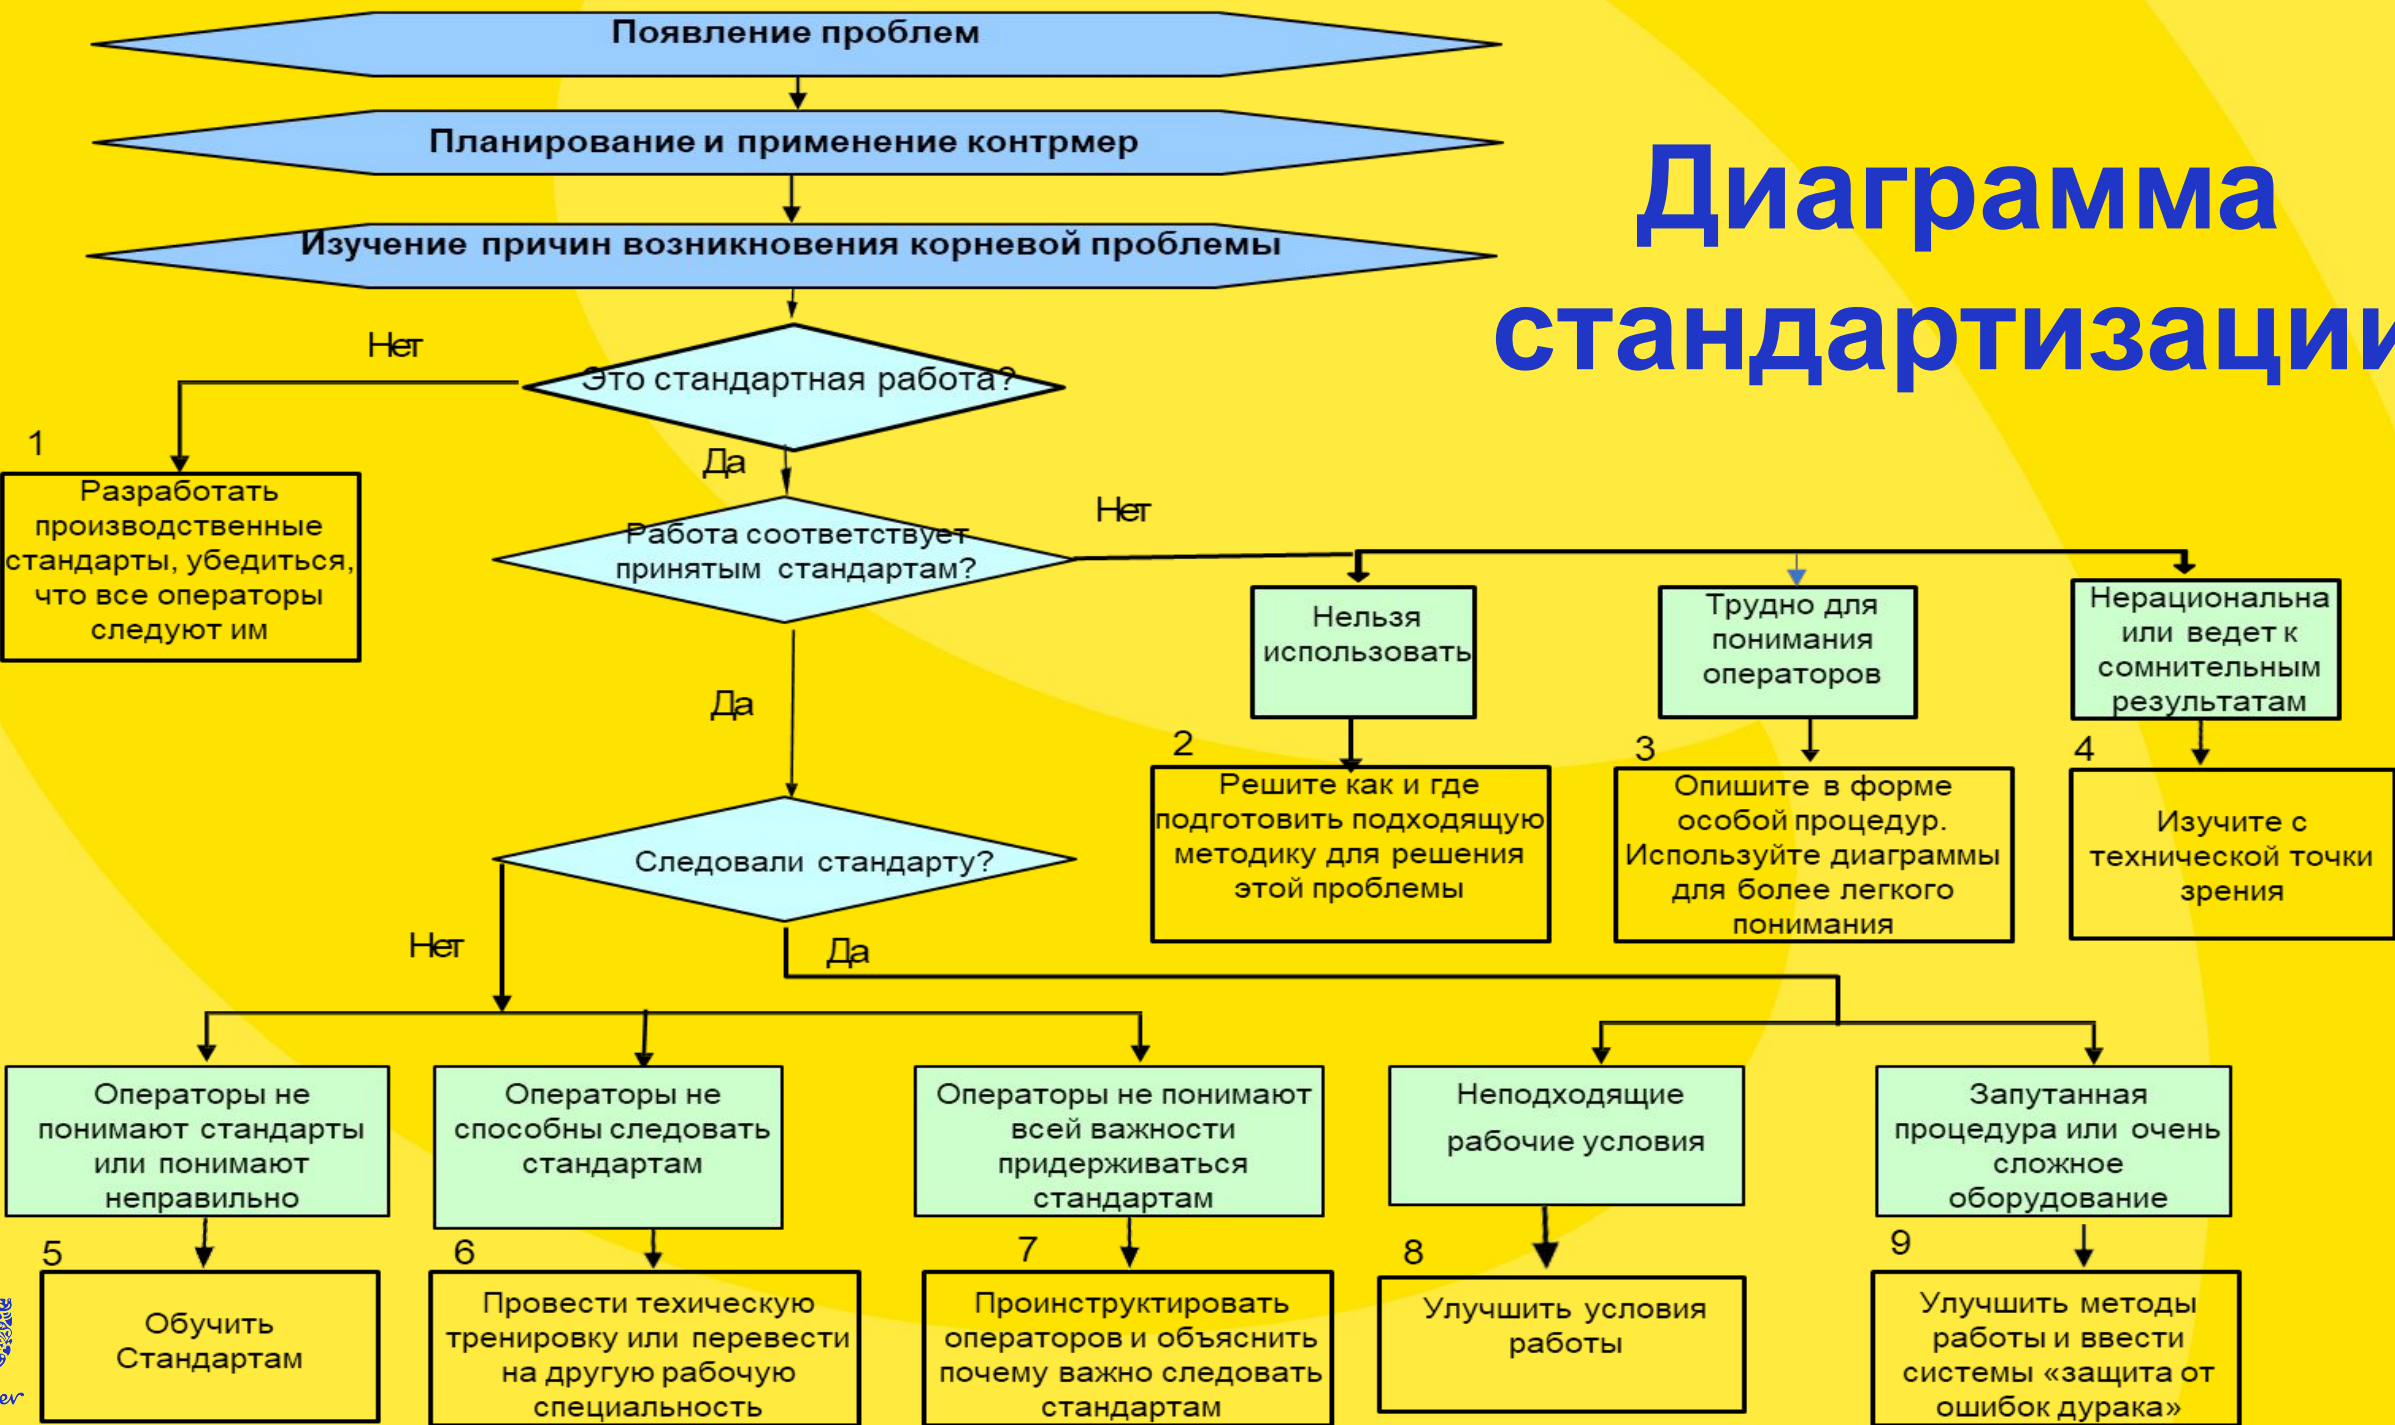 Появление проблем
Планирование и применение контрмер
Изучение причин возникновения корневой проблемы
Диаграмма
стандартизации
Нет
Это стандартная работа?
1
Разработать
производственные
стандарты, убедиться,
что все операторы
следуют им
Да
Работа соответствует
принятым стандартам?
Нет
Нельзя
использовать
Трудно для
понимания
операторов
Нерациональна
или ведет к
сомнительным
результатам
Да
2
Решите как и где
подготовить подходящую
методику для решения
этой проблемы
3
Опишите в форме
особой процедур.
Используйте диаграммы
для более легкого
понимания
4
Изучите с
технической точки
зрения
Следовали стандарту?
Нет
Да
Операторы не
понимают стандарты
или понимают
неправильно
Операторы не
способны следовать
стандартам
Операторы не понимают
всей важности
придерживаться
стандартам
Неподходящие
рабочие условия
Запутанная
процедура или очень
сложное
оборудование
5
Обучить
Стандартам
6
Провести техическую
тренировку или перевести
на другую рабочую
специальность
7
Проинструктировать
операторов и объяснить
почему важно следовать
стандартам
8
Улучшить условия
работы
9
Улучшить методы
работы и ввести
системы «защита от
ошибок дурака»